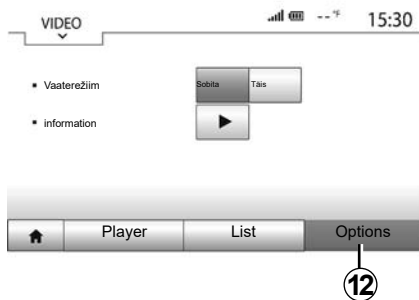 VIDEO
--°F 15:30
Vaaterežiim Sobita Täis
information
Player List Options
12